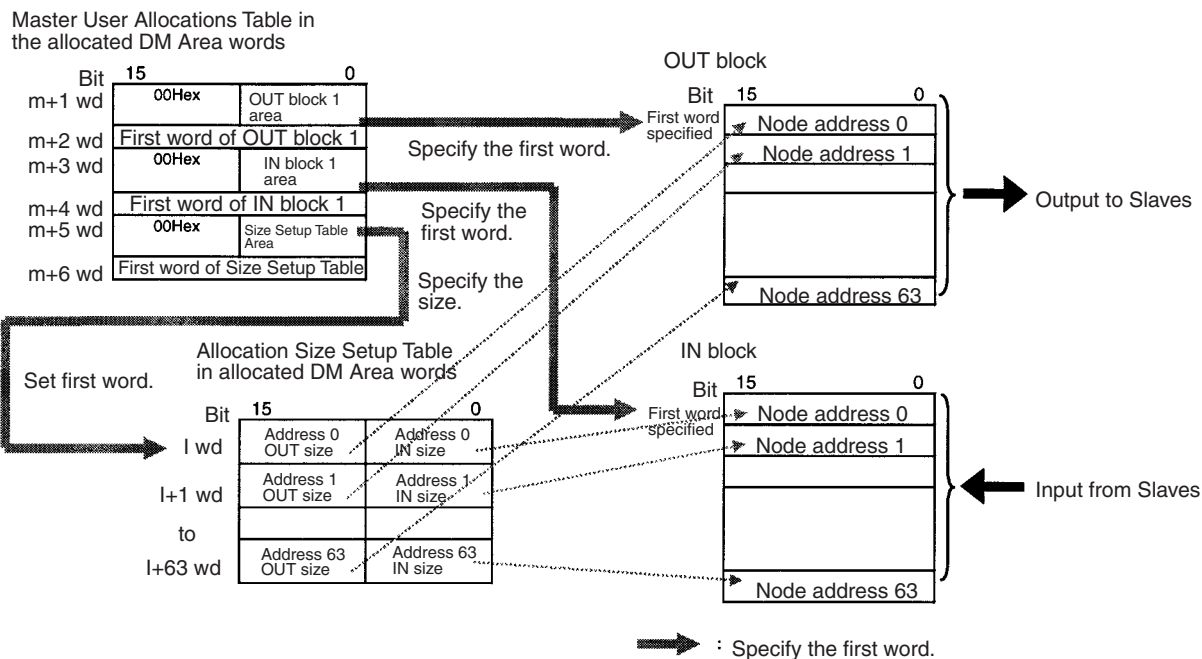 Master User Allocations Table in
the allocated DM Area words
Bit 15 0
m+1 wd 00Hex OUT block 1
area
m+2 wd First word of OUT block 1
m+3 wd 00Hex IN block 1
area
m+4 wd First word of IN block 1
m+5 wd 00Hex Size Setup Table
Area
m+6 wd First word of Size Setup Table
Specify the first word.
Specify the
first word.
Specify the
size.
Set first word.
OUT block
Bit 15 0
First word
specified
Node address 0
Node address 1
Node address 63
Output to Slaves
Allocation Size Setup Table
in allocated DM Area words
Bit 15 0
l wd Address 0
OUT size
Address 0
IN size
l+1 wd Address 1
OUT size
Address 1
IN size
to
l+63 wd Address 63
OUT size
Address 63
IN size
IN block
Bit 15 0
First word
specified
Node address 0
Node address 1
Node address 63
Input from Slaves
: Specify the first word.